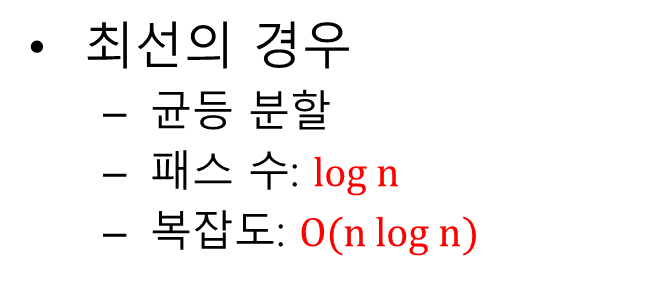 • 최선의 경우
– 균등 분할
– 패스 수: log n
– 복잡도: O(n log n)